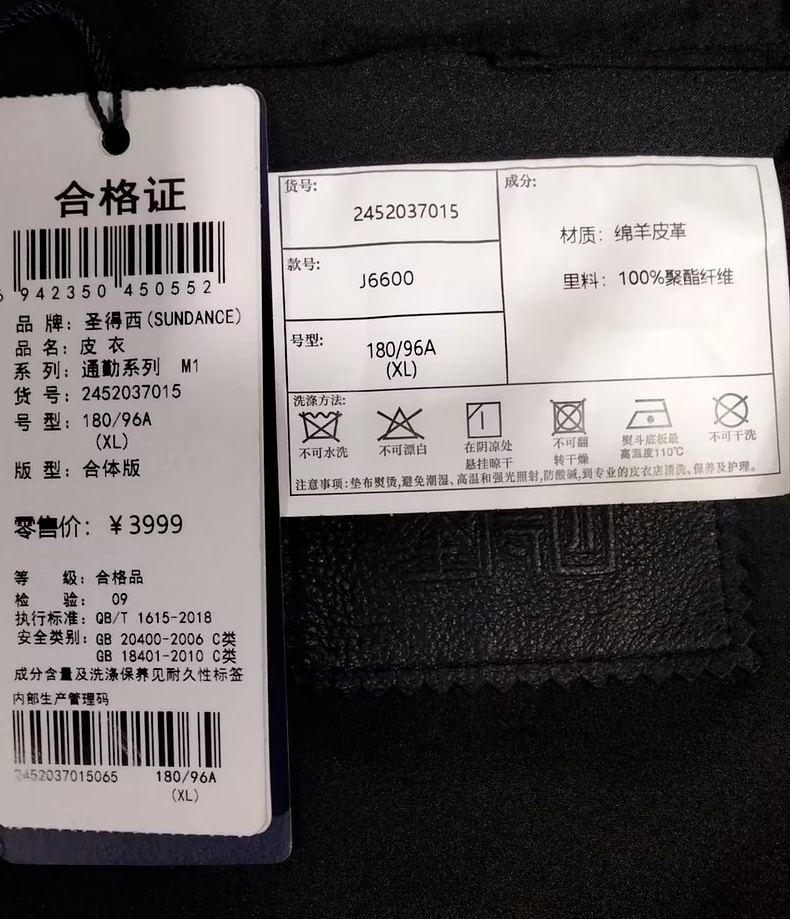 合格证
6 942350 450552
品 牌: 圣得西(SUNDANCE)
品 名: 皮 衣
系 列: 通勤系列 M1
货 号: 2452037015
号 型: 180/96A
(XL)
版 型: 合体版
零售价: ¥3999
等 级: 合格品
检 验: 09
执行标准: QB/T 1615-2018
安全类别: GB 20400-2006 C类
GB 18401-2010 C类
成分含量及洗涤保养见耐久性标签
内部生产管理码
2452037015065 180/96A
(XL)
货号:
2452037015
款号:
J6600
号型:
180/96A
(XL)
成分:
材质: 绵羊皮革
里料: 100%聚酯纤维
洗涤方法:
不可水洗
不可漂白
在阴凉处
悬挂晾干
不可翻
转干燥
熨斗底板最
高温度110℃
不可干洗
注意事项:垫布熨烫,避免潮湿、高温和强光照射,防酸碱,到专业的皮衣店清洗、保养及护理。